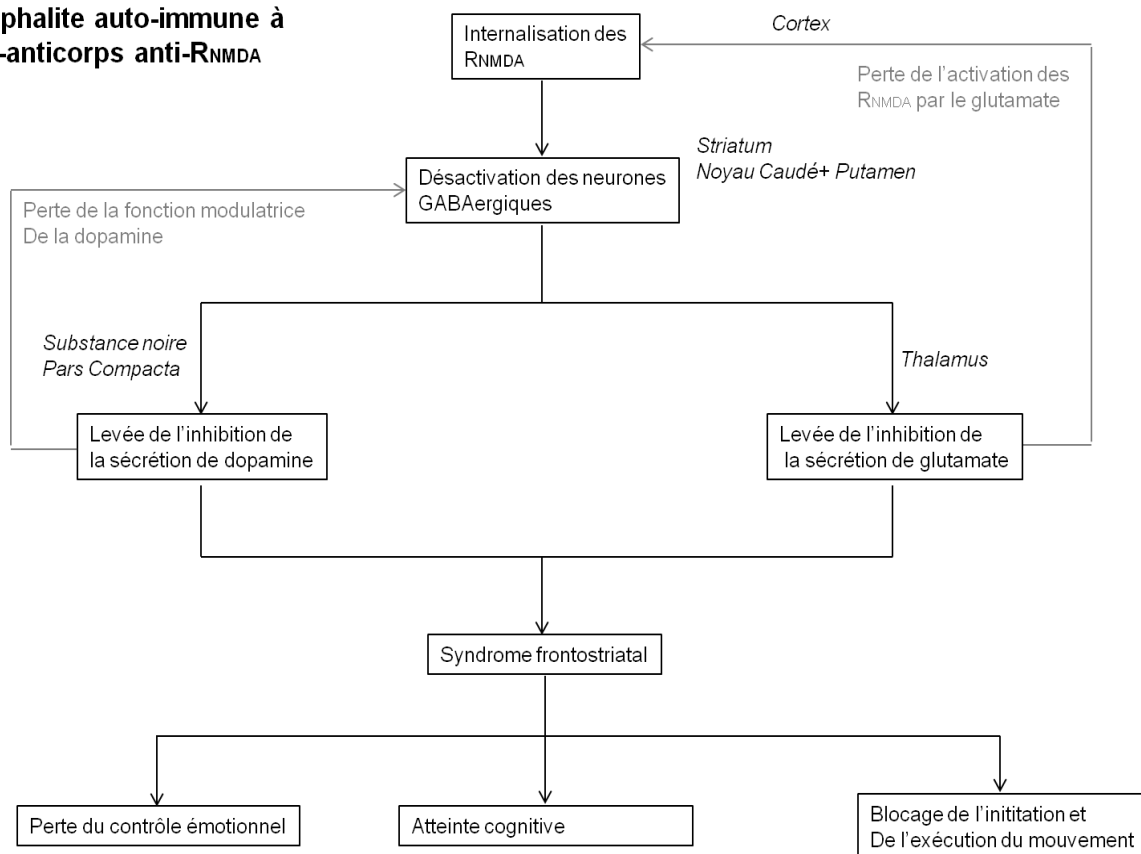 phalite auto-immune à
-anticorps anti-RNMDA
Internalisation des
RNMDA
Cortex
Perte de l'activation des
RNMDA par le glutamate
Striatum
Noyau Caudé+ Putamen
Désactivation des neurones
GABAergiques
Perte de la fonction modulatrice
De la dopamine
Substance noire
Pars Compacta
Thalamus
Levée de l'inhibition de
la sécrétion de dopamine
Levée de l'inhibition de
la sécrétion de glutamate
Syndrome frontostriatal
Perte du contrôle émotionnel
Atteinte cognitive
Blocage de l'inititation et
De l'exécution du mouvement